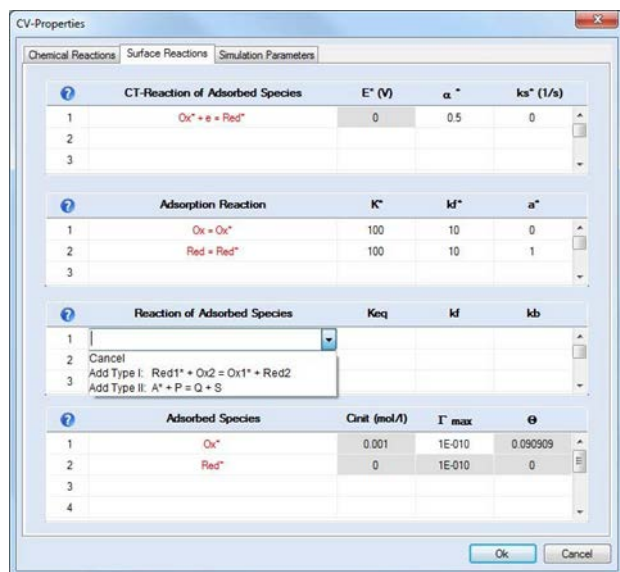 CV-Properties
Chemical Reactions Surface Reactions Simulation Parameters
? CT-Reaction of Adsorbed Species E* (V) α * ks* (1/s)
1 Ox* + e = Red* 0 0.5 0
2
3
? Adsorption Reaction K* kf* a*
1 Ox = Ox* 100 10 0
2 Red = Red* 100 10 1
3
? Reaction of Adsorbed Species Keq kf kb
1
2 Cancel
Add Type I: Red1* + Ox2 = Ox1* + Red2
3 Add Type II: A* + P = Q + S
? Adsorbed Species Cinit (mol/l) Γ max Θ
1 Ox* 0.001 1E-010 0.090909
2 Red* 0 1E-010 0
3
4
Ok Cancel